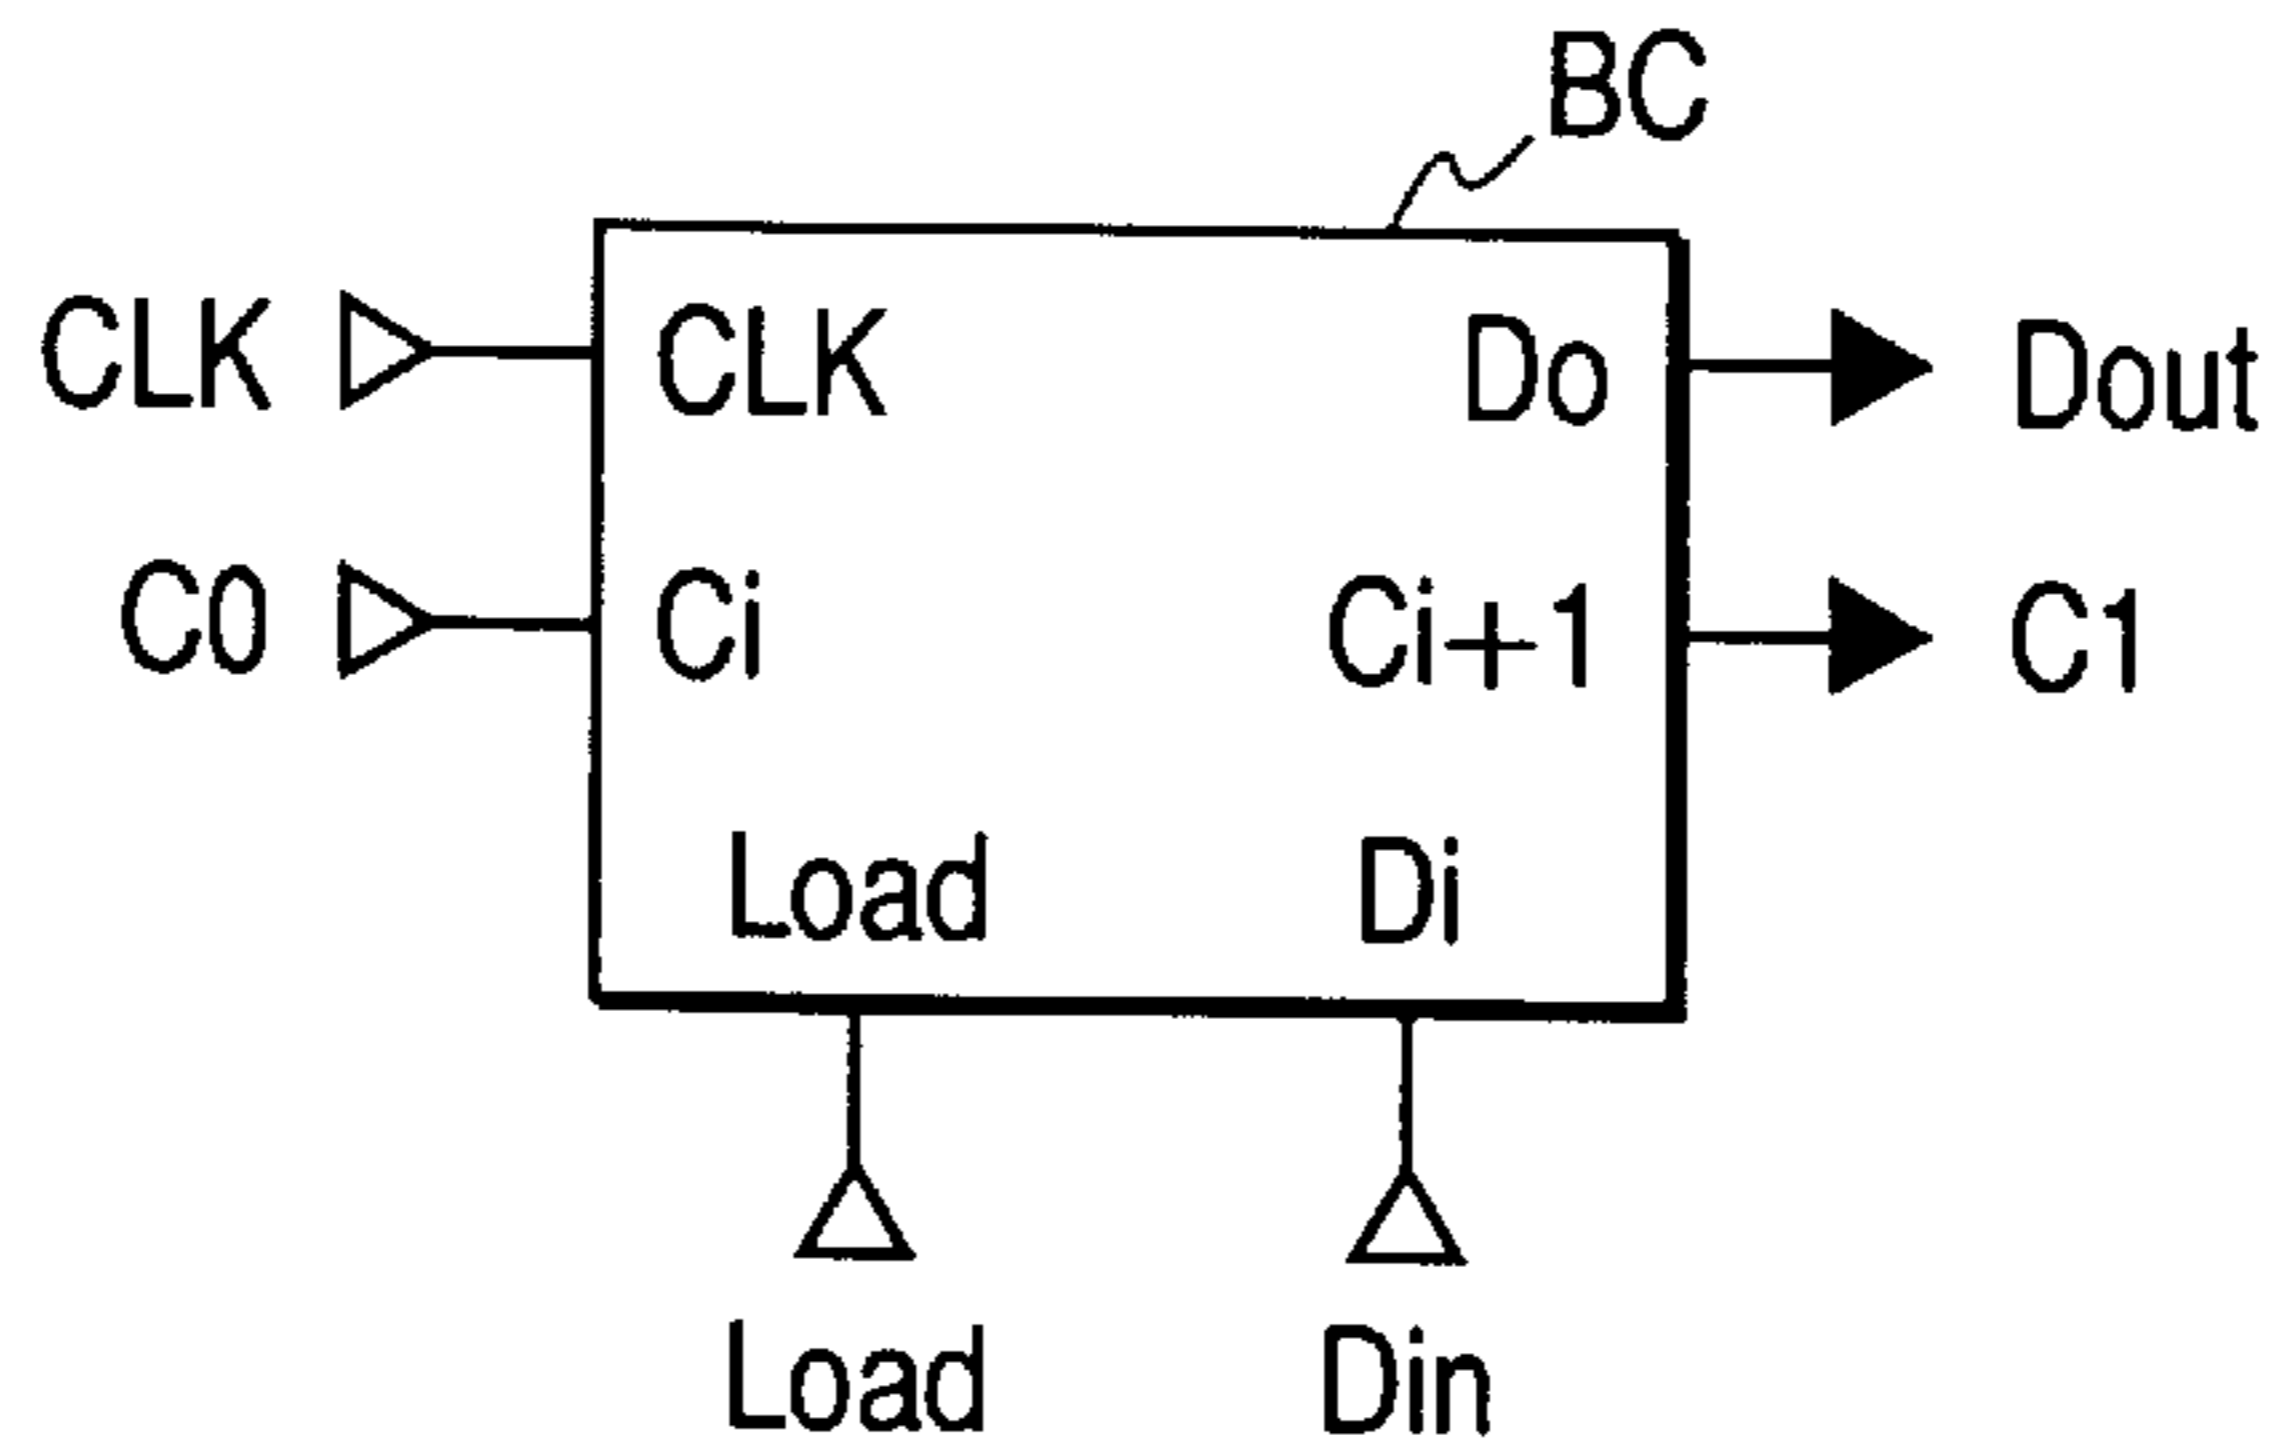 BC
CLK CLK Do Dout
C0 Ci Ci+1 C1
Load Di
Load Din